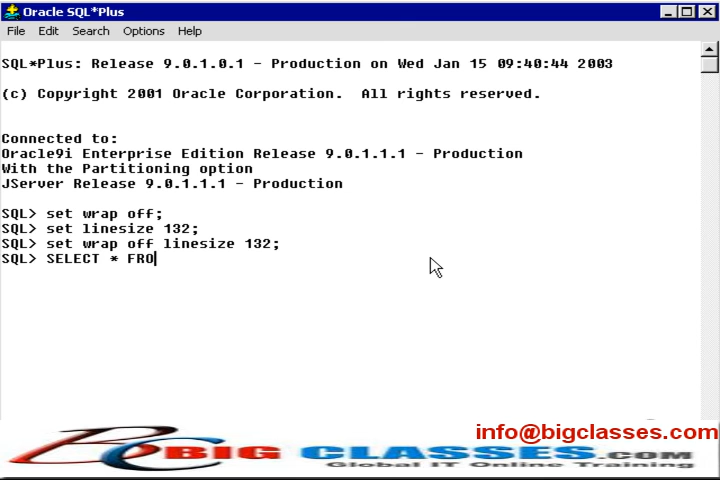 Oracle SQL*Plus
File Edit Search Options Help
SQL*Plus: Release 9.0.1.0.1 - Production on Wed Jan 15 09:40:44 2003
(c) Copyright 2001 Oracle Corporation.  All rights reserved.
Connected to:
Oracle9i Enterprise Edition Release 9.0.1.1.1 - Production
With the Partitioning option
JServer Release 9.0.1.1.1 - Production
SQL> set wrap off;
SQL> set linesize 132;
SQL> set wrap off linesize 132;
SQL> SELECT * FRO
info@bigclasses.com
BIG CLASSES.COM
Global IT Online Training